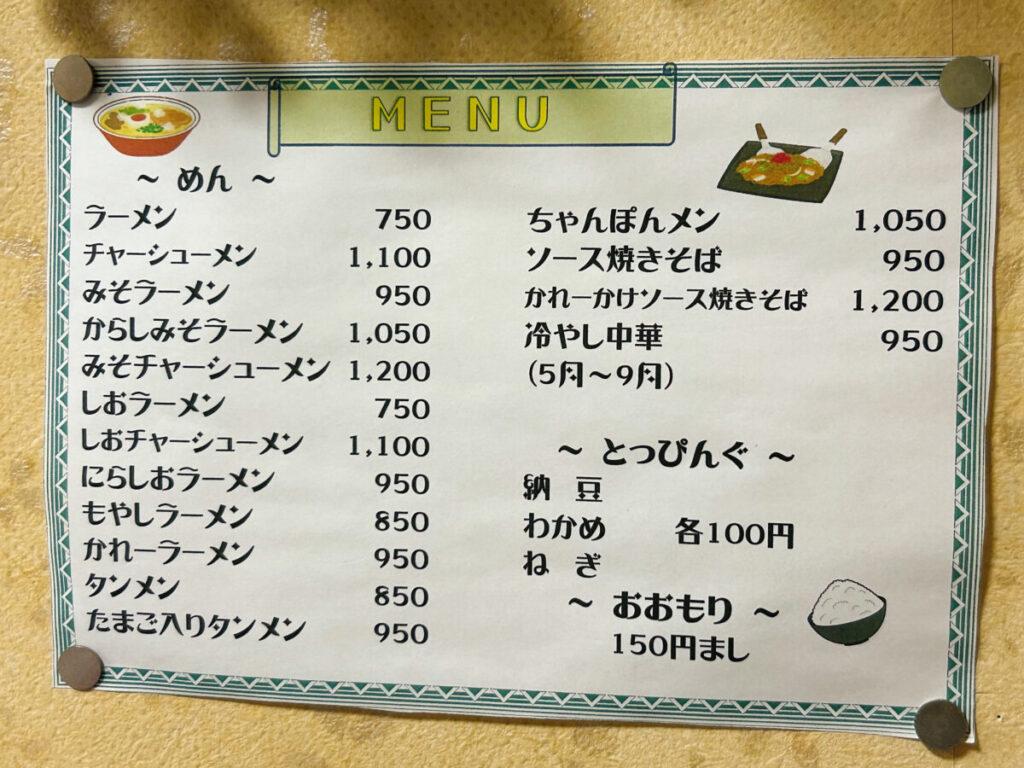 MENU
～ めん ～
ラーメン 750
チャーシューメン 1,100
みそラーメン 950
からしみそラーメン 1,050
みそチャーシューメン 1,200
しおラーメン 750
しおチャーシューメン 1,100
にらしおラーメン 950
もやしラーメン 850
かれーラーメン 950
タンメン 850
たまご入りタンメン 950
ちゃんぽんメン 1,050
ソース焼きそば 950
かれーかけソース焼きそば 1,200
冷やし中華 950
(5月～9月)
～ とっぴんぐ ～
納 豆
わかめ 各100円
ね ぎ
～ おおもり ～
150円まし